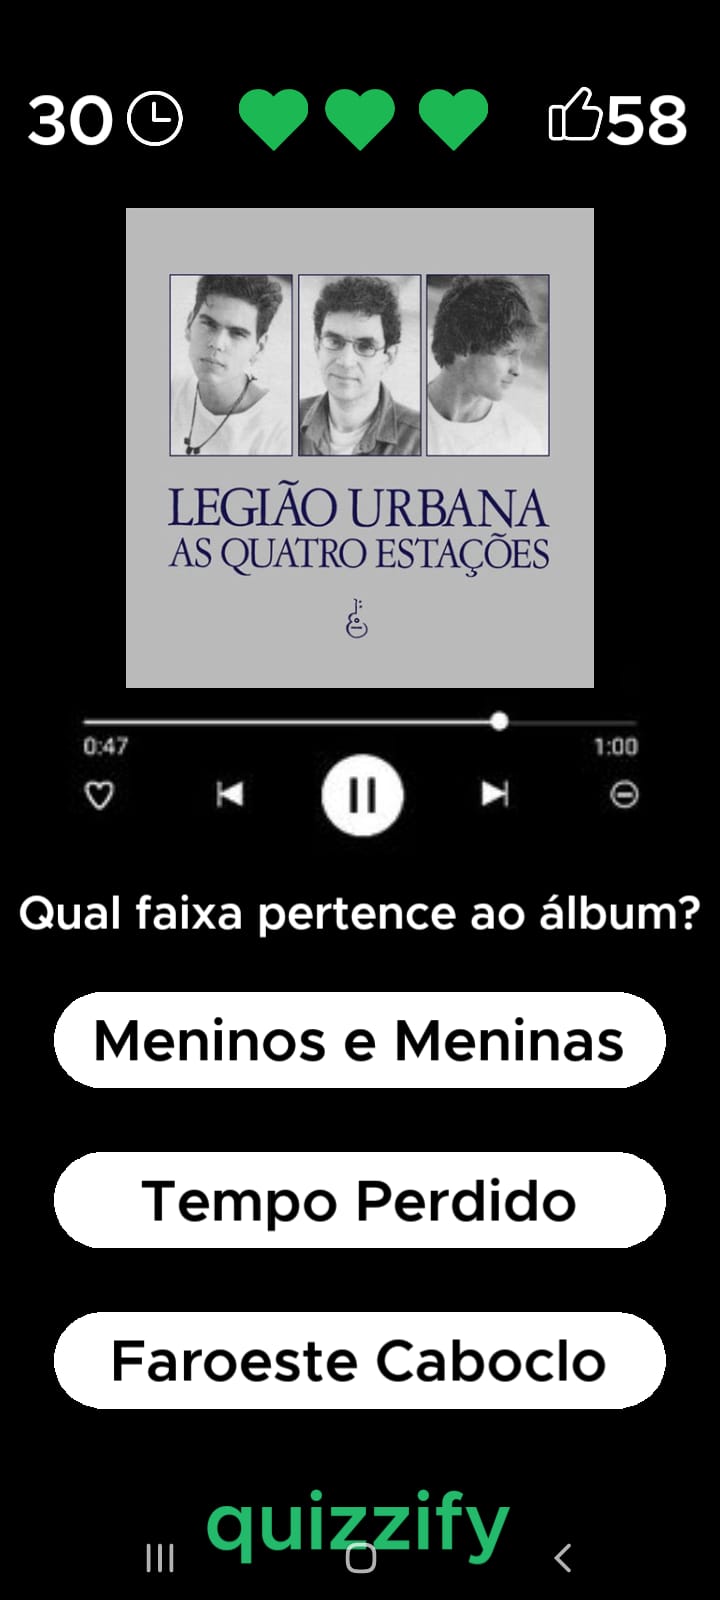 30 58
LEGIÃO URBANA
AS QUATRO ESTAÇÕES
0:47 1:00
Qual faixa pertence ao álbum?
Meninos e Meninas
Tempo Perdido
Faroeste Caboclo
quizzify